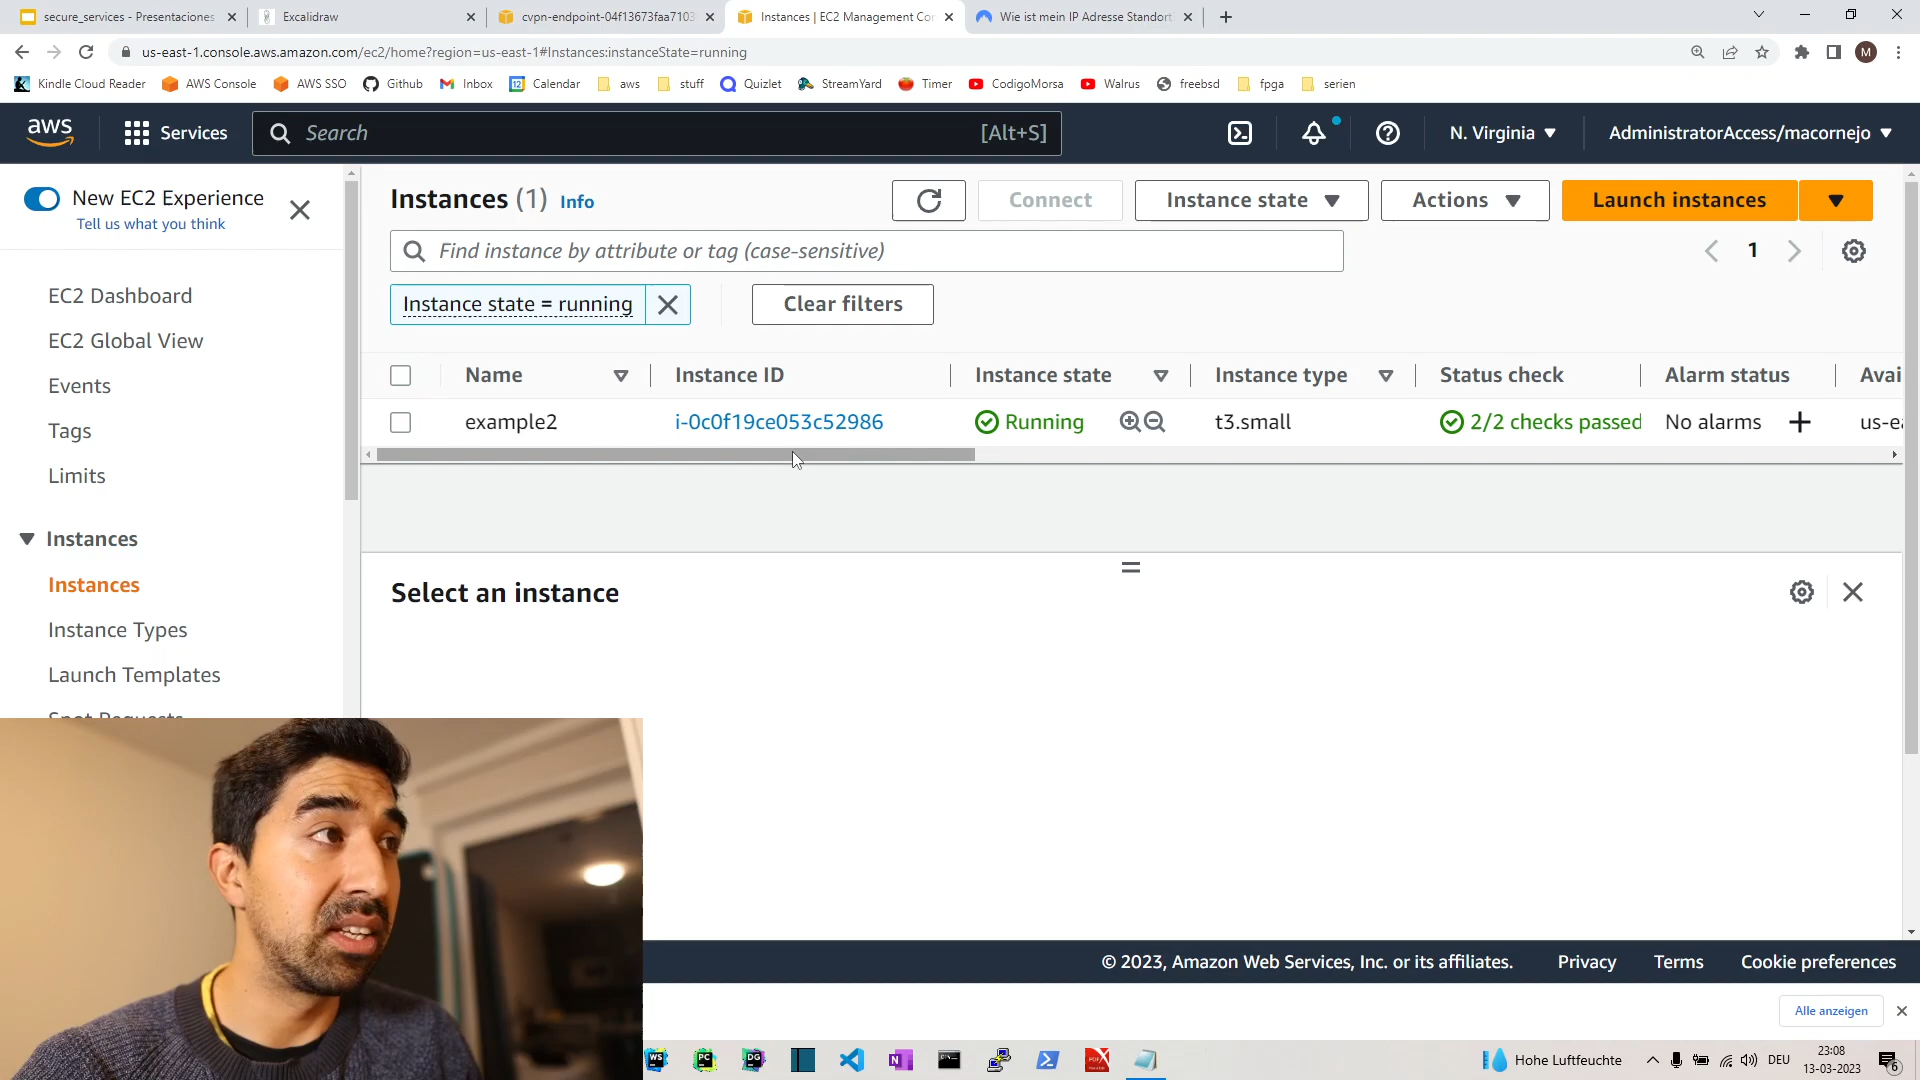 secure_services - Presentaciones
Excalidraw
cvpn-endpoint-04f13673faa7103
Instances | EC2 Management Con
Wie ist mein IP Adresse Standort
us-east-1.console.aws.amazon.com/ec2/home?region=us-east-1#Instances:instanceState=running
M
Kindle Cloud Reader
AWS Console
AWS SSO
Github
Inbox
Calendar
aws
stuff
Quizlet
StreamYard
Timer
CodigoMorsa
Walrus
freebsd
fpga
serien
aws
Services
Search
[Alt+S]
N. Virginia
AdministratorAccess/macornejo
New EC2 Experience
Tell us what you think
EC2 Dashboard
EC2 Global View
Events
Tags
Limits
Instances
Instances
Instance Types
Launch Templates
Spot Requests
Instances (1) Info
Connect
Instance state
Actions
Launch instances
Find instance by attribute or tag (case-sensitive)
1
Instance state = running
Clear filters
Name
Instance ID
Instance state
Instance type
Status check
Alarm status
Avai
example2
i-0c0f19ce053c52986
Running
t3.small
2/2 checks passed
No alarms
us-ea
Select an instance
© 2023, Amazon Web Services, Inc. or its affiliates.
Privacy
Terms
Cookie preferences
Alle anzeigen
WS
PC
DG
N
Hohe Luftfeuchte
DEU
23:08
13-03-2023
6